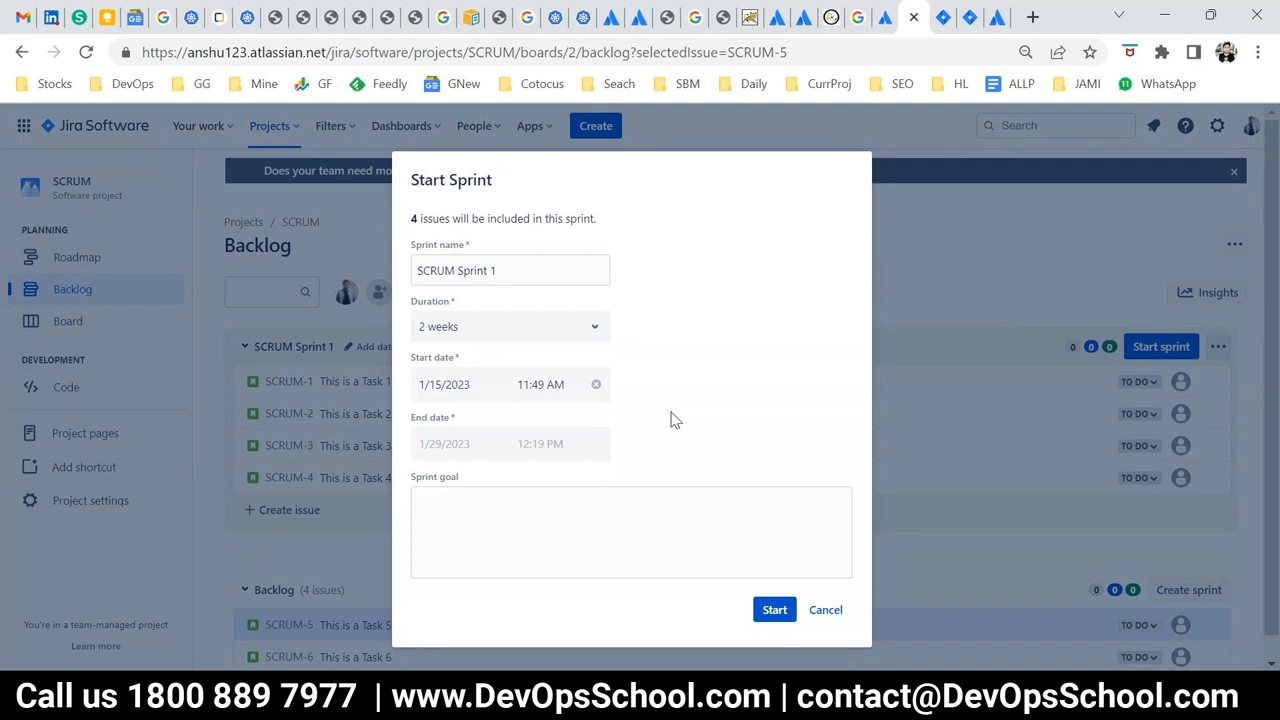 https://anshu123.atlassian.net/jira/software/projects/SCRUM/boards/2/backlog?selectedIssue=SCRUM-5
Stocks DevOps GG Mine GF Feedly GNew Cotocus Seach SBM Daily CurrProj SEO HL ALLP JAMI 11 WhatsApp
Jira Software Your work Projects Filters Dashboards People Apps Create Search
SCRUM
Software project
PLANNING
Roadmap
Backlog
Board
DEVELOPMENT
Code
Project pages
Add shortcut
Project settings
You're in a team-managed project
Learn more
Does your team need mo
Projects / SCRUM
Backlog
Insights
SCRUM Sprint 1 Add dat 0 0 0 Start sprint
SCRUM-1 This is a Task 1 TO DO
SCRUM-2 This is a Task 2 TO DO
SCRUM-3 This is a Task 3 TO DO
SCRUM-4 This is a Task 4 TO DO
+ Create issue
Backlog (4 issues) 0 0 0 Create sprint
SCRUM-5 This is a Task 5 TO DO
SCRUM-6 This is a Task 6 TO DO
Start Sprint
4 issues will be included in this sprint.
Sprint name*
SCRUM Sprint 1
Duration*
2 weeks
Start date*
1/15/2023 11:49 AM
End date*
1/29/2023 12:19 PM
Sprint goal
Start Cancel
Call us 1800 889 7977 | www.DevOpsSchool.com | contact@DevOpsSchool.com